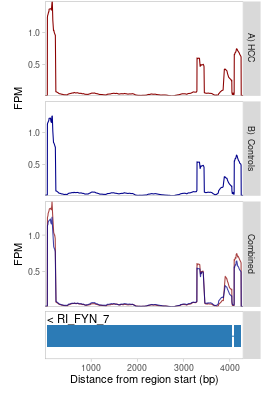 1.0
0.5
A) HCC
FPM
1.0
0.5
B) Controls
1.0
0.5
Combined
FPM
< RI_FYN_7
1000 2000 3000 4000
Distance from region start (bp)